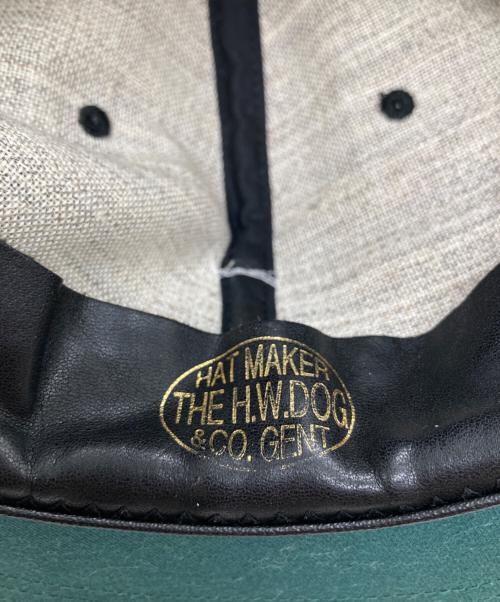 HAT MAKER
THE H.W.DOG
& CO. GENT